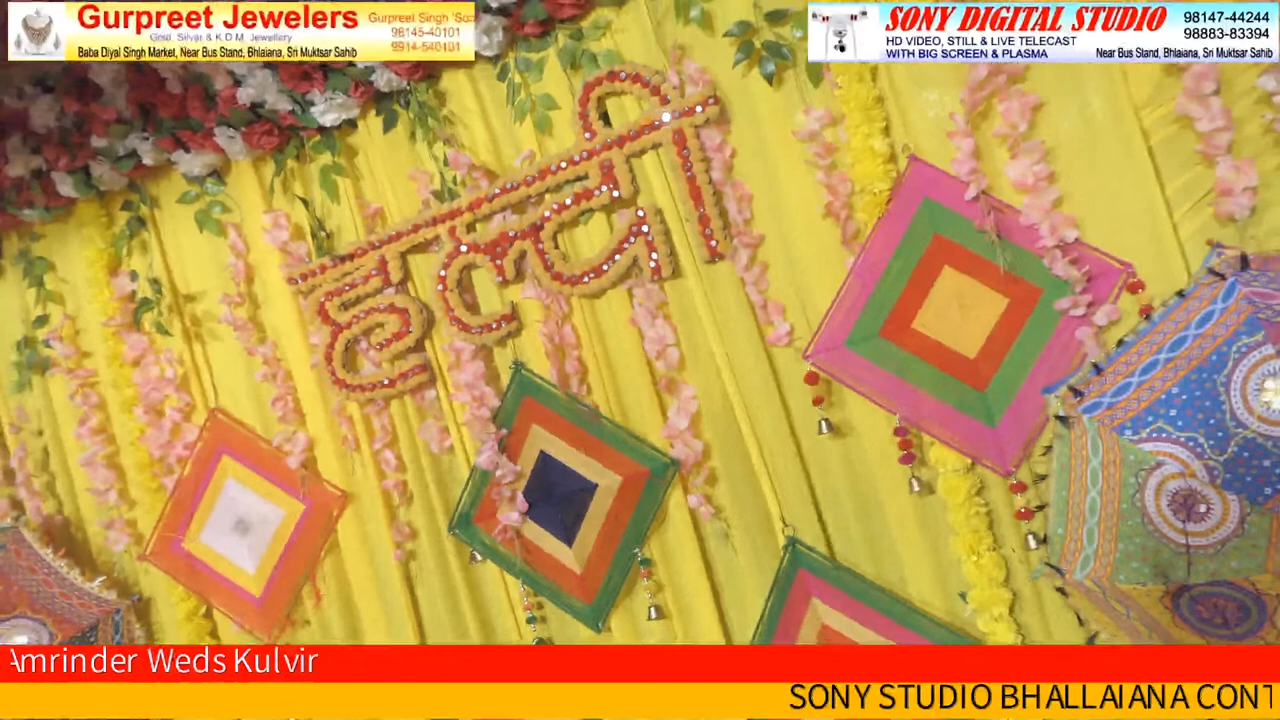 Gurpreet Jewelers
Gold, Silver & K.D.M. Jewellery
Baba Diyal Singh Market, Near Bus Stand, Bhlaiana, Sri Muktsar Sahib
Gurpreet Singh
98145-40101
9914-540101
SONY DIGITAL STUDIO
HD VIDEO, STILL & LIVE TELECAST
WITH BIG SCREEN & PLASMA
98147-44244
98883-83394
Near Bus Stand, Bhlaiana, Sri Muktsar Sahib
हल्दी
Amrinder Weds Kulvir
SONY STUDIO BHALLAIANA CONT